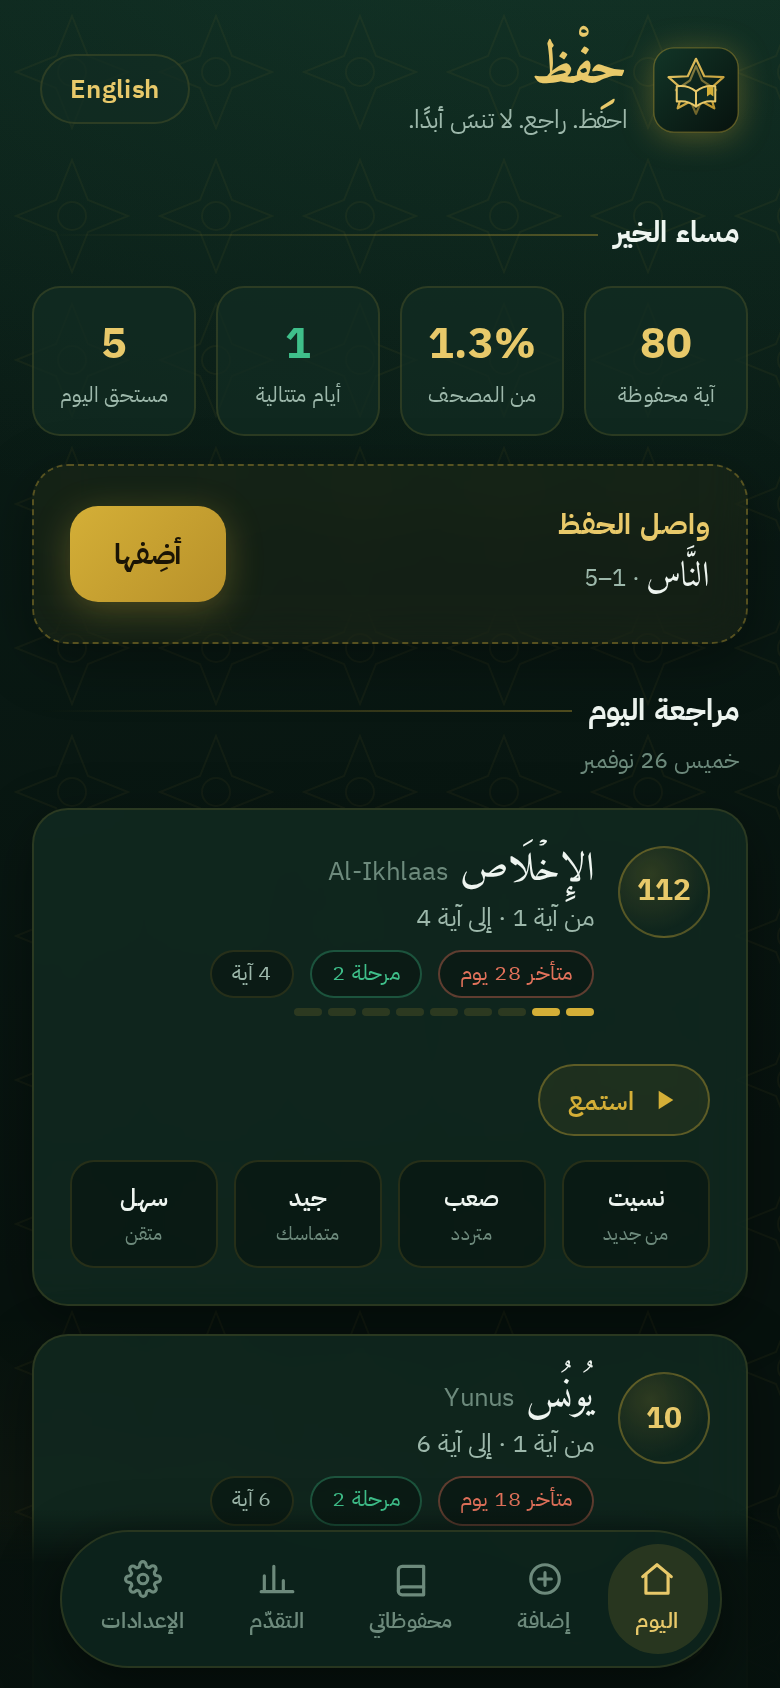 حِفْظ
احفَظ. راجع. لا تنسَ أبدًا.
English
مساء الخير
80
آية محفوظة
1.3%
من المصحف
1
أيام متتالية
5
مستحق اليوم
واصل الحفظ
النَّاس · 1–5
أضِفها
مراجعة اليوم
خميس 26 نوفمبر
112
الإِخْلَاص Al-Ikhlaas
من آية 1 · إلى آية 4
متأخر 28 يوم
مرحلة 2
4 آية
استمع
نسيت
من جديد
صعب
متردد
جيد
متماسك
سهل
متقن
10
يُونُس Yunus
من آية 1 · إلى آية 6
متأخر 18 يوم
مرحلة 2
6 آية
اليوم
إضافة
محفوظاتي
التقدّم
الإعدادات